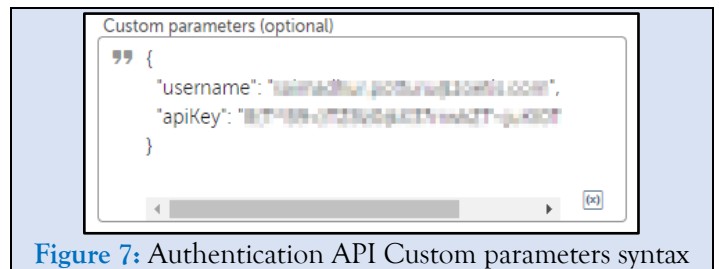 Custom parameters (optional)
{
"username": "
"apiKey": "
}
(x)
Figure 7: Authentication API Custom parameters syntax